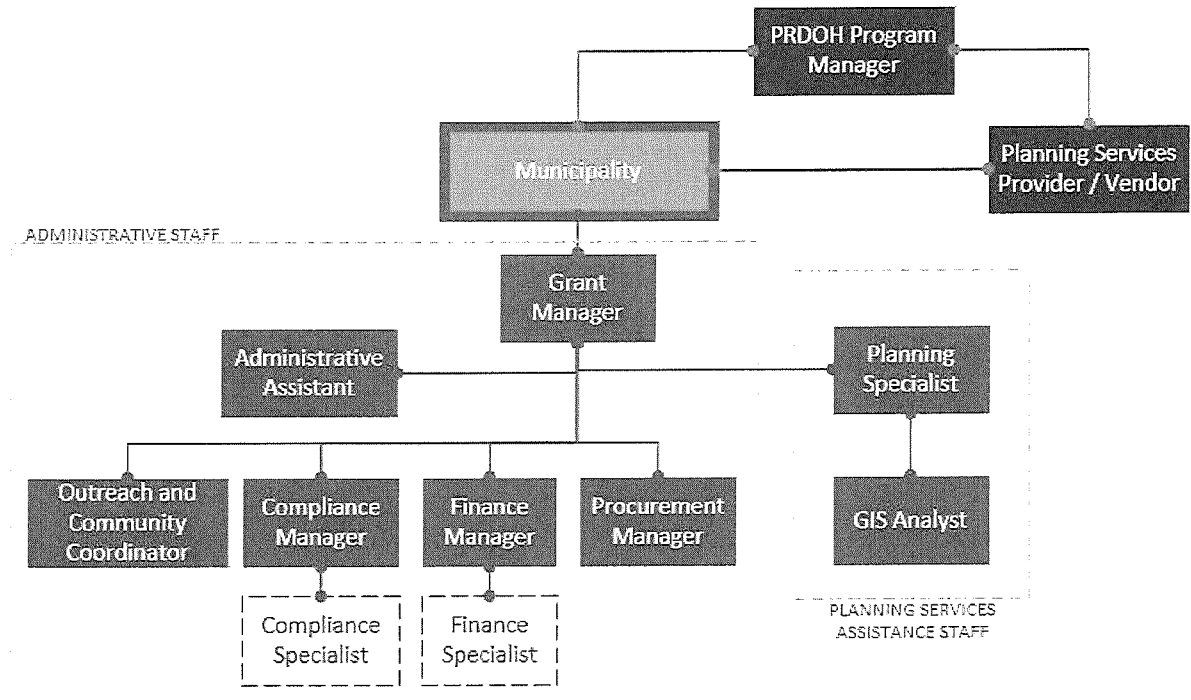 PRDOH Program
Manager
Municipality
Planning Services
Provider / Vendor
ADMINISTRATIVE STAFF
Grant
Manager
Administrative
Assistant
Planning
Specialist
Outreach and
Community
Coordinator
Compliance
Manager
Finance
Manager
Procurement
Manager
GIS Analyst
Compliance
Specialist
Finance
Specialist
PLANNING SERVICES
ASSISTANCE STAFF